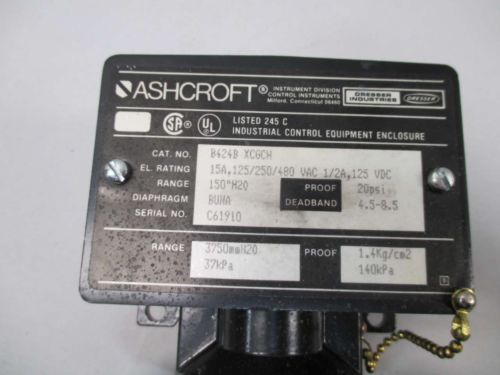 ASHCROFT®
INSTRUMENT DIVISION
CONTROL INSTRUMENTS
Milford, Connecticut 06460
DRESSER
INDUSTRIES
DRESSER
SA®
UL®
LISTED 245 C
INDUSTRIAL CONTROL EQUIPMENT ENCLOSURE
CAT. NO. B424B XCGCH
EL. RATING 15A,125/250/480 VAC 1/2A,125 VDC
RANGE 150"H2O PROOF 20psi
DIAPHRAGM BUNA DEADBAND 4.5-8.5
SERIAL NO. C61910
RANGE 3750mmH2O PROOF 1.4Kg/cm2
37kPa 140kPa